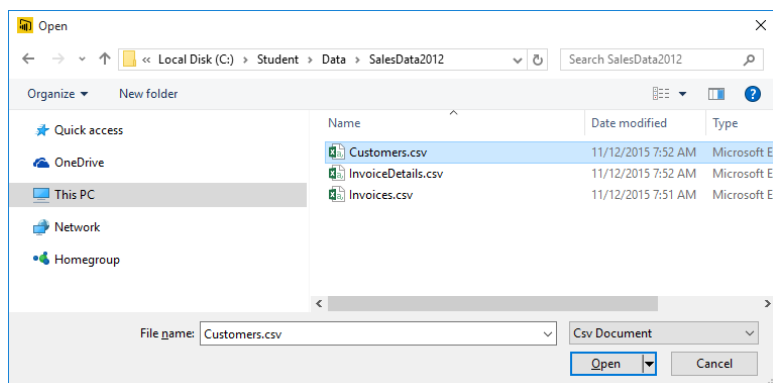 Open
« Local Disk (C:) > Student > Data > SalesData2012
Search SalesData2012
Organize
New folder
Name
Date modified
Type
Quick access
OneDrive
This PC
Network
Homegroup
Customers.csv 11/12/2015 7:52 AM Microsoft E
InvoiceDetails.csv 11/12/2015 7:52 AM Microsoft E
Invoices.csv 11/12/2015 7:51 AM Microsoft E
File name: Customers.csv
Csv Document
Open
Cancel